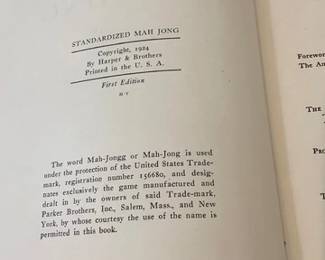 STANDARDIZED MAH JONG
Copyright, 1924
By Harper & Brothers
Printed in the U. S. A.
First Edition
The word Mah-Jongg or Mah-Jong is used
under the protection of the United States Trade-
mark, registration number 156680, and desig-
nates exclusively the game manufactured and
dealt in by the owners of said Trade-mark,
Parker Brothers, Inc., Salem, Mass., and New
York, by whose courtesy the use of the name is
permitted in this book.
Forewo
The An
The
Pro